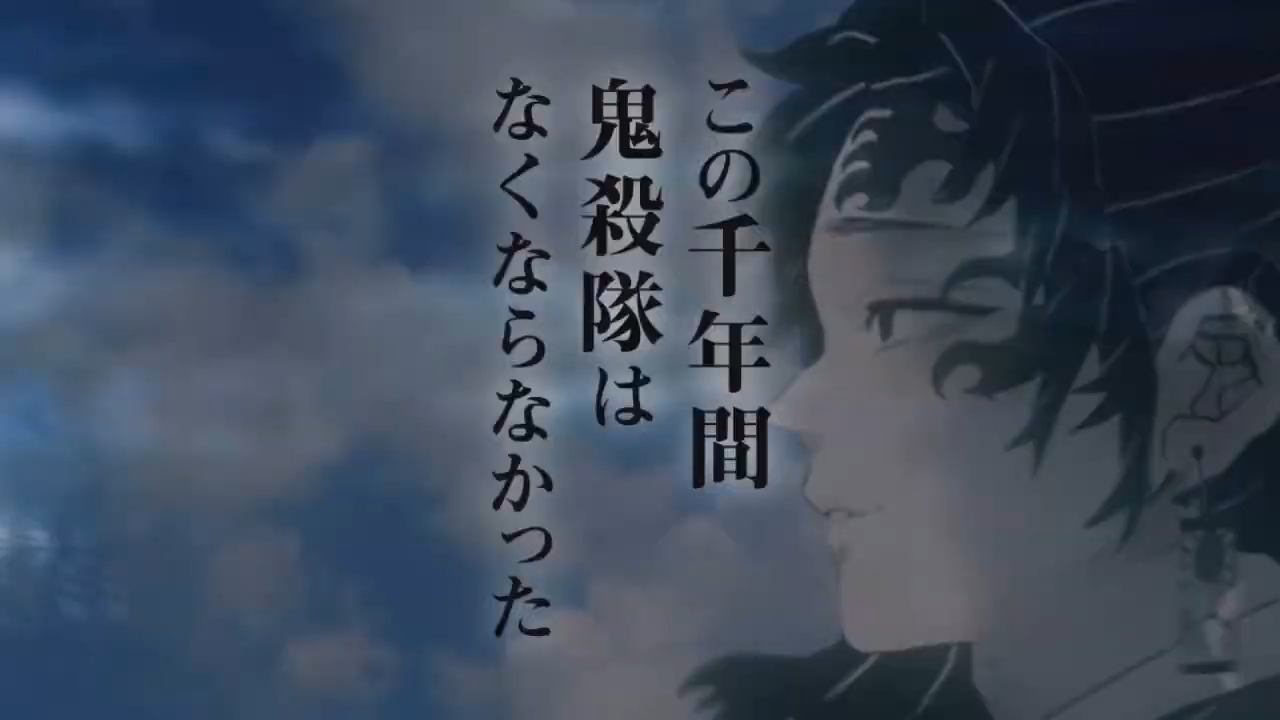 この千年間
鬼殺隊は
なくならなかった